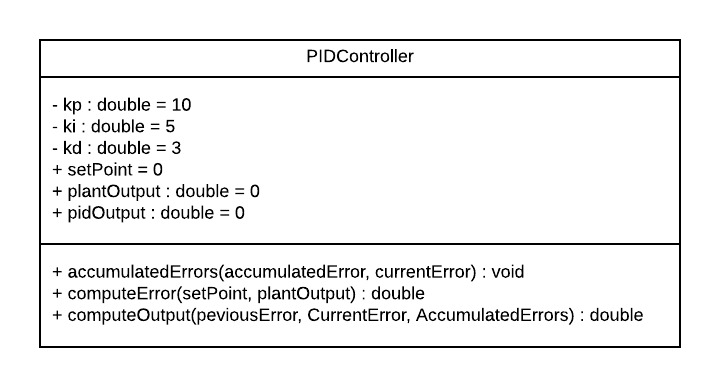 PIDController
- kp : double = 10
- ki : double = 5
- kd : double = 3
+ setPoint = 0
+ plantOutput : double = 0
+ pidOutput : double = 0
+ accumulatedErrors(accumulatedError, currentError) : void
+ computeError(setPoint, plantOutput) : double
+ computeOutput(peviousError, CurrentError, AccumulatedErrors) : double